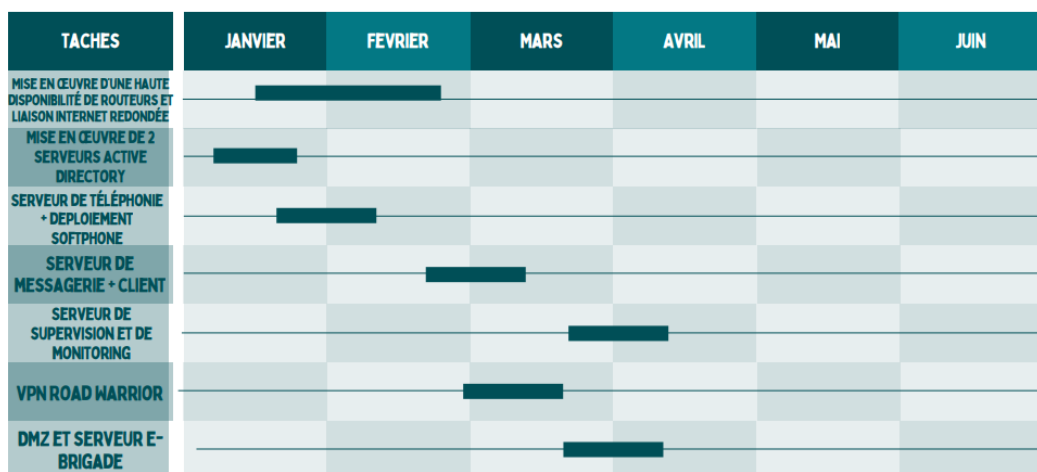 TACHES
JANVIER
FEVRIER
MARS
AVRIL
MAI
JUIN
MISE EN ŒUVRE D'UNE HAUTE
DISPONIBILITÉ DE ROUTEURS ET
LIAISON INTERNET REDONDÉE
MISE EN ŒUVRE DE 2
SERVEURS ACTIVE
DIRECTORY
SERVEUR DE TÉLÉPHONIE
+ DEPLOIEMENT
SOFTPHONE
SERVEUR DE
MESSAGERIE + CLIENT
SERVEUR DE
SUPERVISION ET DE
MONITORING
VPN ROAD WARRIOR
DMZ ET SERVEUR E-
BRIGADE